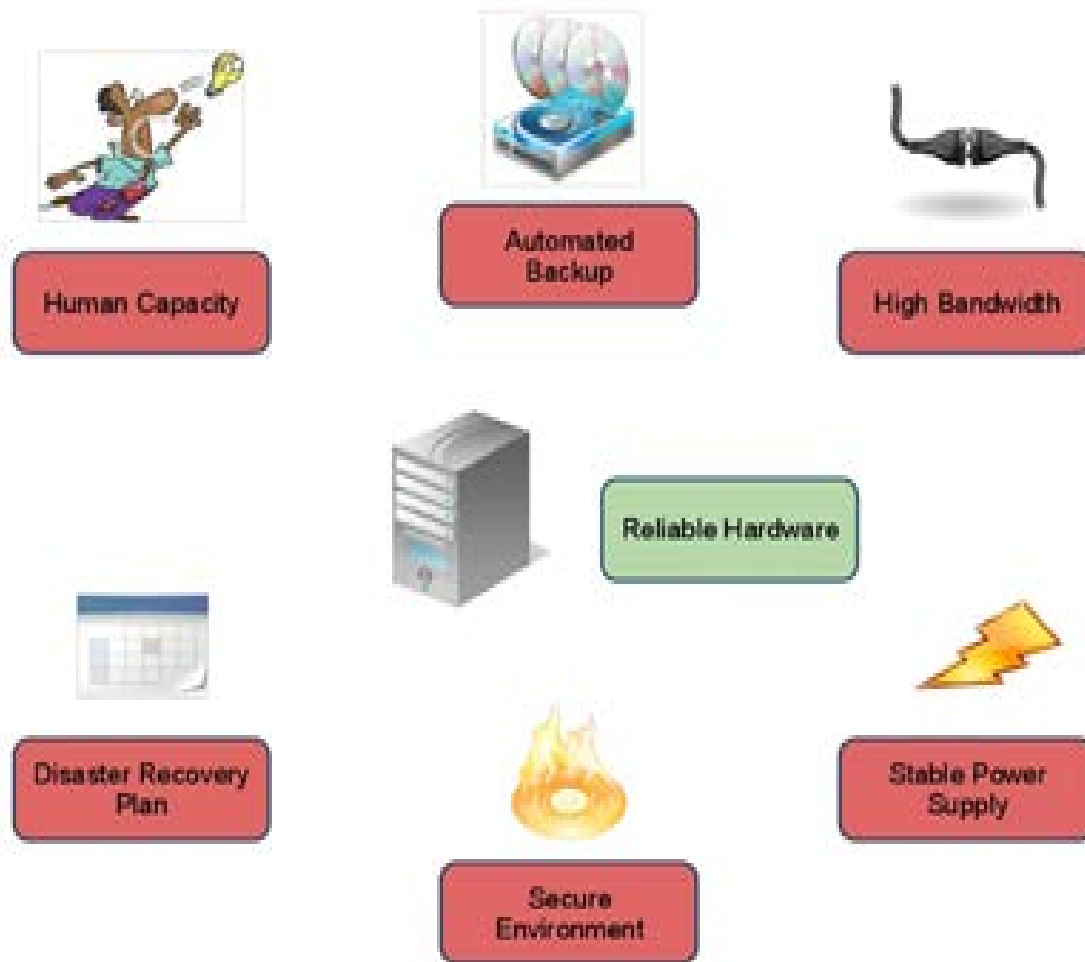 Automated
Backup
Human Capacity
High Bandwidth
Reliable Hardware
Disaster Recovery
Plan
Stable Power
Supply
Secure
Environment